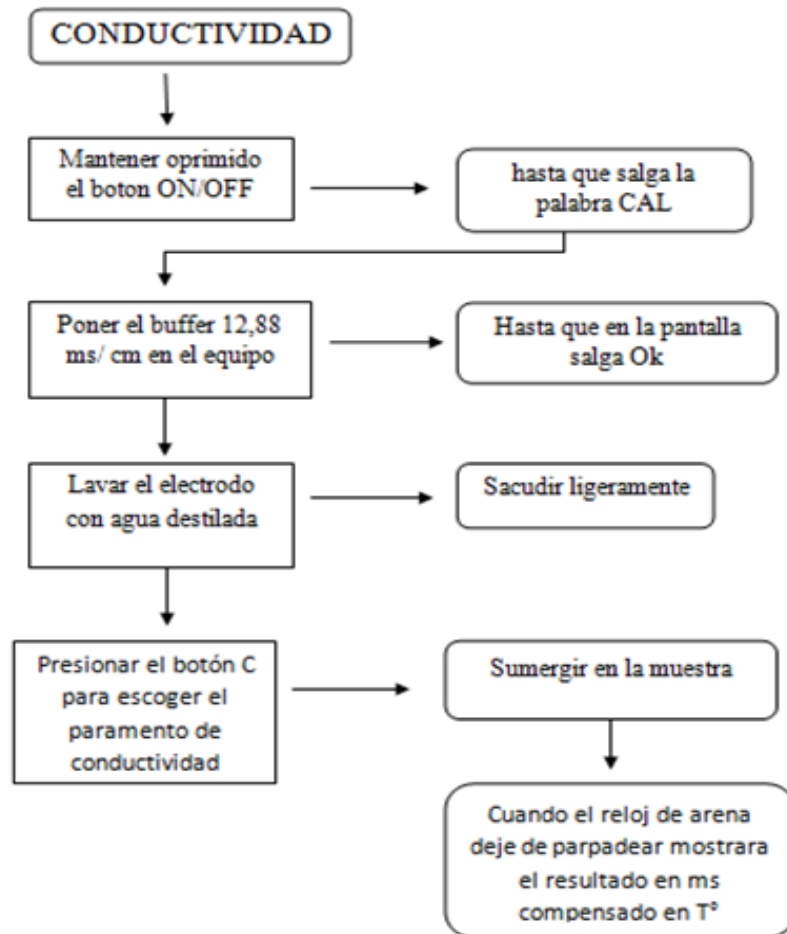 CONDUCTIVIDAD
Mantener oprimido
el boton ON/OFF
hasta que salga la
palabra CAL
Poner el buffer 12,88
ms/ cm en el equipo
Hasta que en la pantalla
salga Ok
Lavar el electrodo
con agua destilada
Sacudir ligeramente
Presionar el botón C
para escoger el
paramento de
conductividad
Sumergir en la muestra
Cuando el reloj de arena
deje de parpadear mostrara
el resultado en ms
compensado en T°